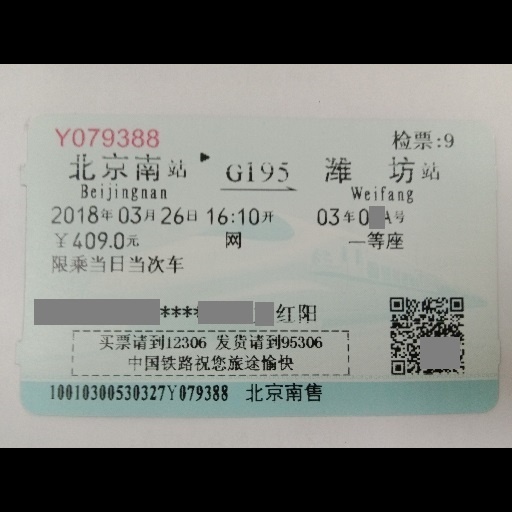 Y079388 检票:9
北京南站 G195 潍坊站
Beijingnan Weifang
2018年03月26日 16:10开 03车0A号
￥409.0元 网 一等座
限乘当日当次车
**** 红阳
买票请到12306 发货请到95306
中国铁路祝您旅途愉快
10010300530327Y079388 北京南售